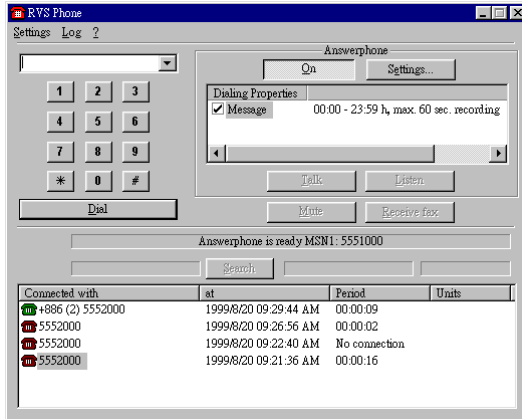 RVS Phone
Settings Log ?
Answerphone
On Settings...
1 2 3
Dialing Properties
Message 00:00 - 23:59 h, max. 60 sec. recording
4 5 6
7 8 9
* 0 #
Talk Listen
Dial
Mute Receive fax
Answerphone is ready MSN1: 5551000
Search
Connected with at Period Units
+886 (2) 5552000 1999/8/20 09:29:44 AM 00:00:09
5552000 1999/8/20 09:26:56 AM 00:00:02
5552000 1999/8/20 09:22:40 AM No connection
5552000 1999/8/20 09:21:36 AM 00:00:16